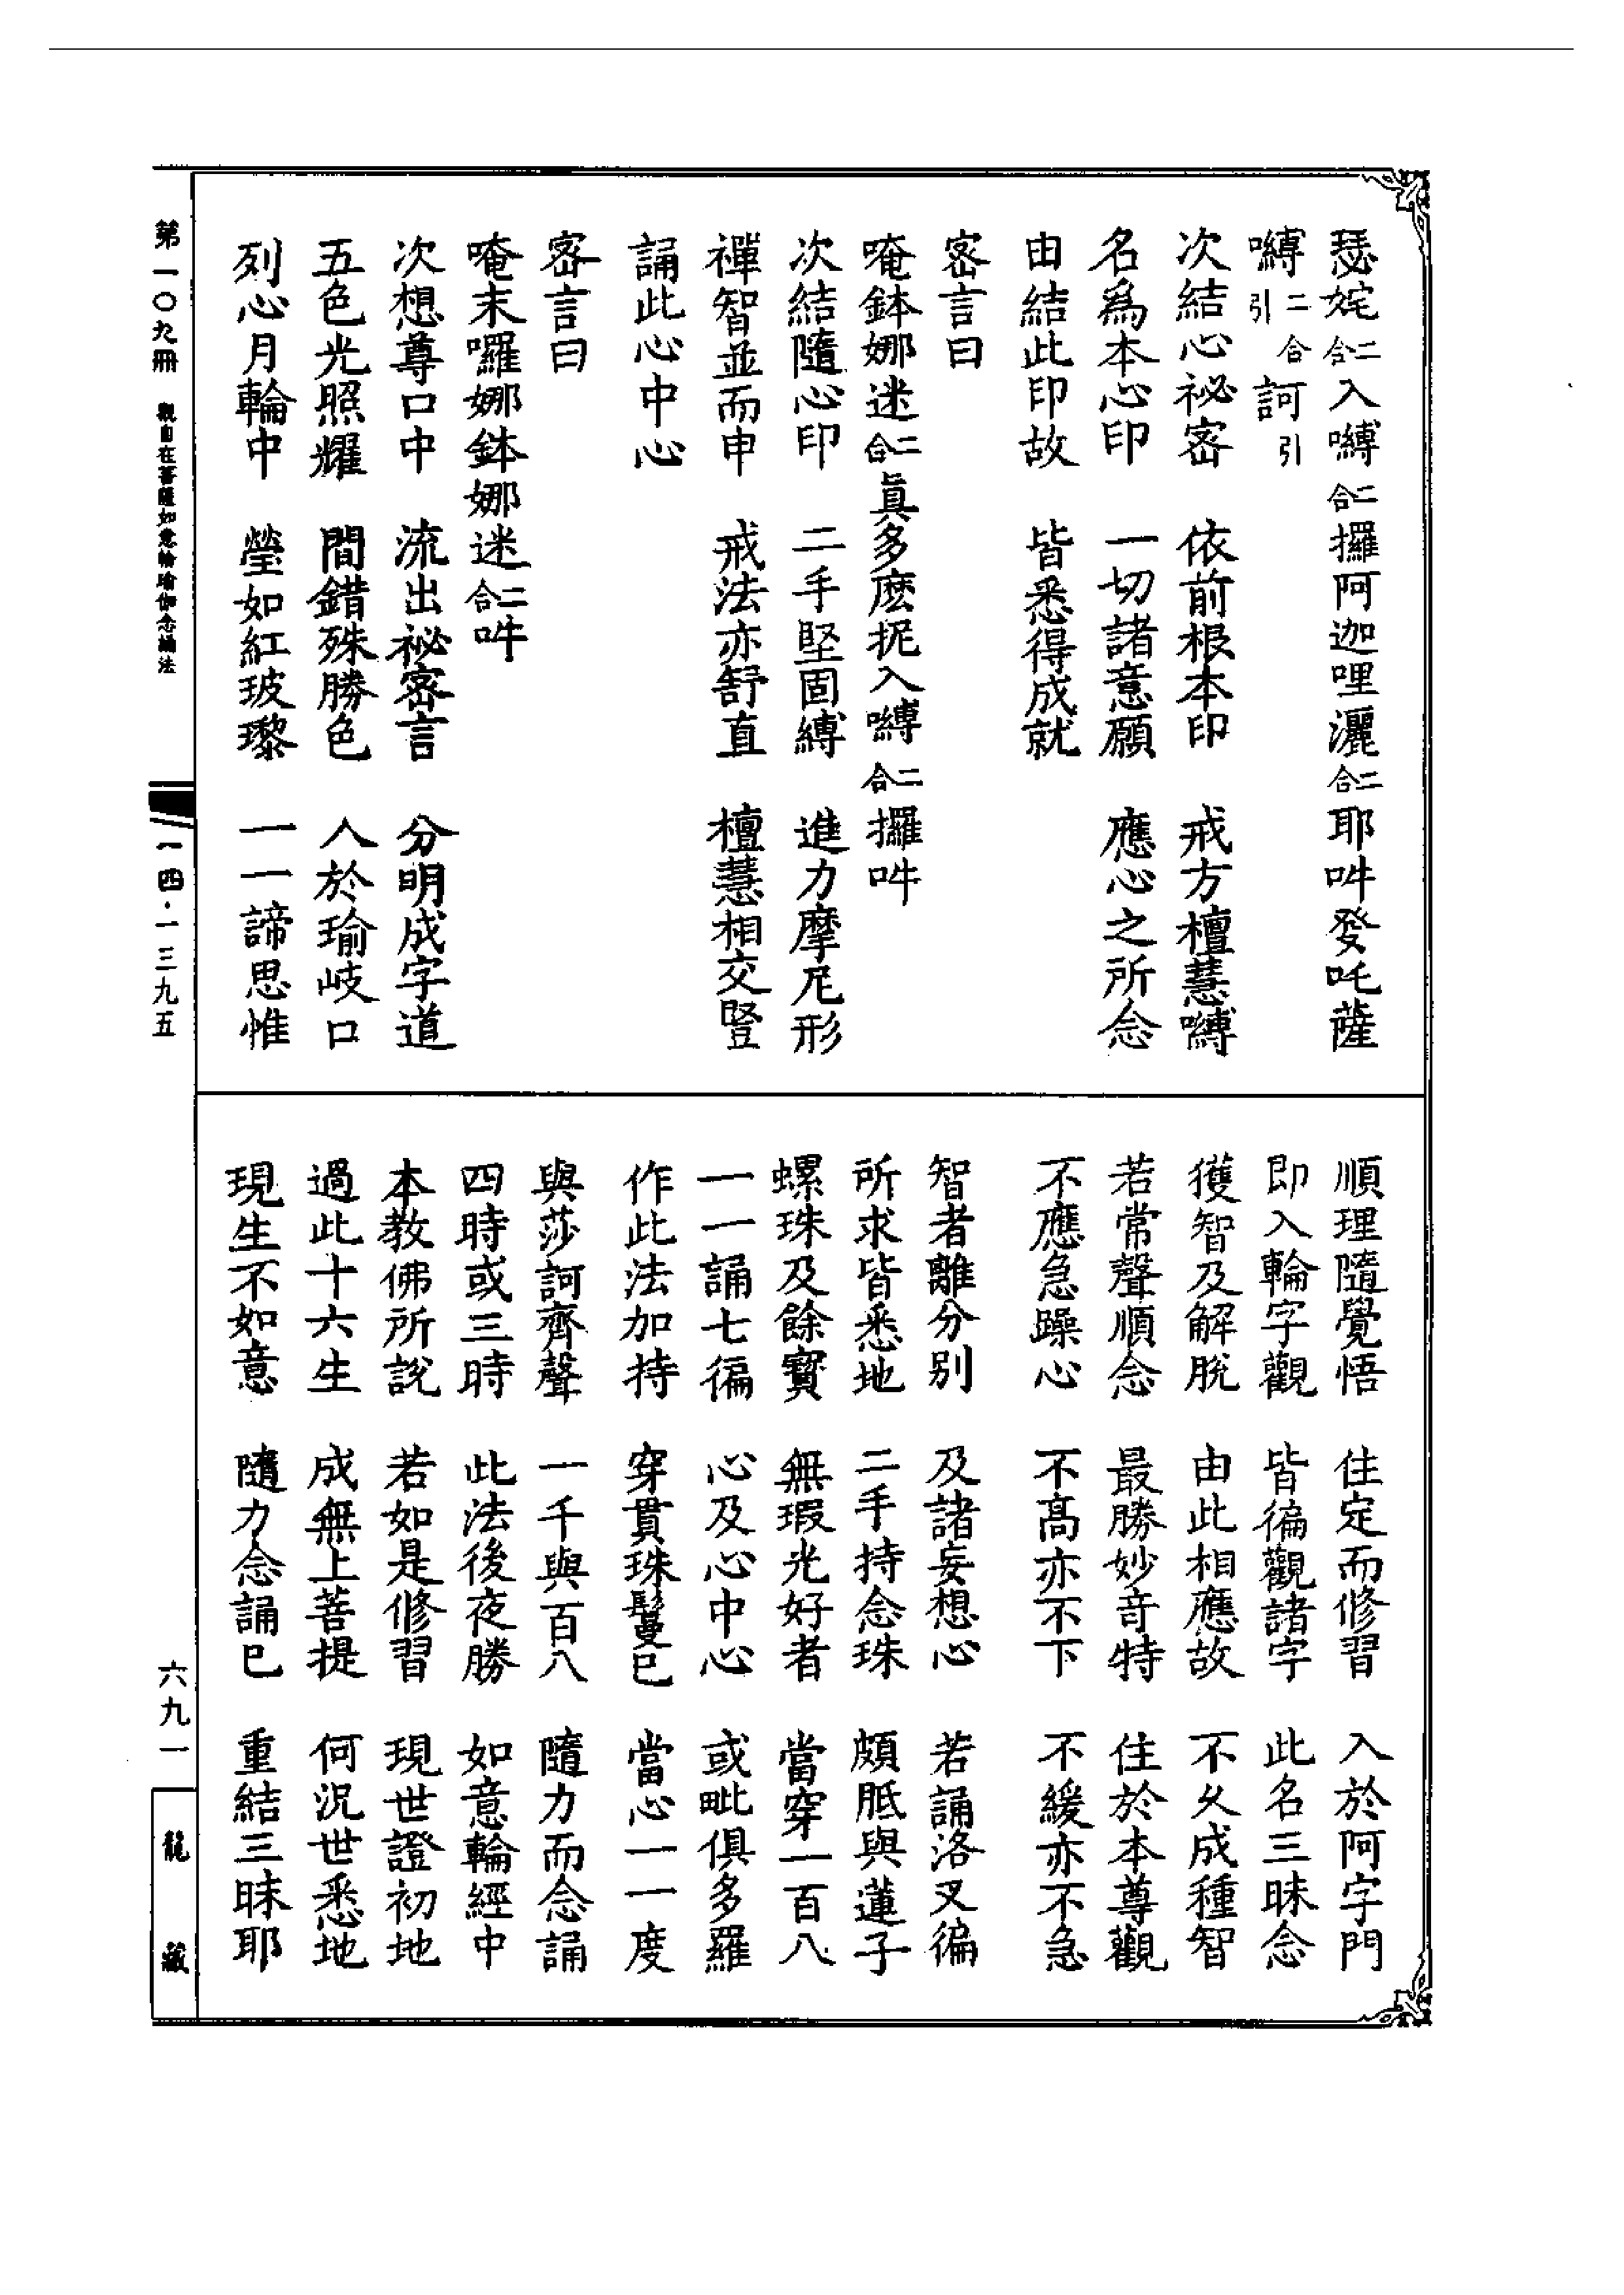 瑟姹二合入嚩二合攞阿迦哩灑二合耶吽發吒薩
嚩二合引訶引
次結心祕密　依前根本印　戒方檀慧嚩
名爲本心印　一切諸意願　應心之所念
由結此印故　皆悉得成就
密言曰
唵鉢娜迷二合眞多麽抳入嚩二合攞吽
次結隨心印　二手堅固縛　進力摩尼形
禪智並而申　戒法亦舒直　檀慧相交豎
誦此心中心
密言曰
唵末囉娜鉢娜迷二合吽
次想尊口中　流出祕密言　分明成字道
五色光照耀　間錯殊勝色　入於瑜岐口
列心月輪中　瑩如紅玻瓈　一一諦思惟
順理隨覺悟　住定而修習　入於阿字門
即入輪字觀　皆徧觀諸字　此名三昧念
獲智及解脫　由此相應故　不久成種智
若常聲順念　最勝妙奇特　住於本尊觀
不應急躁心　不高亦不下　不緩亦不急
智者離分别　及諸妄想心　若誦洛叉徧
所求皆悉地　二手持念珠　頗胝與蓮子
螺珠及餘寳　無瑕光好者　當穿一百八
一一誦七徧　心及心中心　或毗俱多羅
作此法加持　穿貫珠鬘已　當心一一度
與莎訶齊聲　一千與百八　隨力而念誦
四時或三時　此法後夜勝　如意輪經中
本教佛所說　若如是修習　現世證初地
過此十六生　成無上菩提　何況世悉地
現生不如意　隨力念誦已　重結三昧耶
第一〇九冊　觀自在菩薩如意輪瑜伽念誦法
一四·一三九五
六九一
龍藏